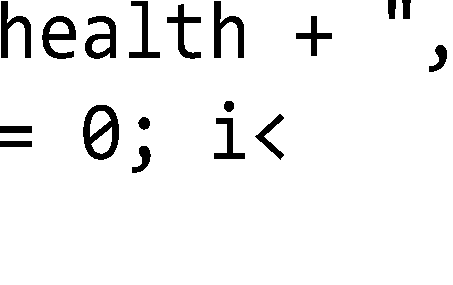 health + ",
= 0; i<